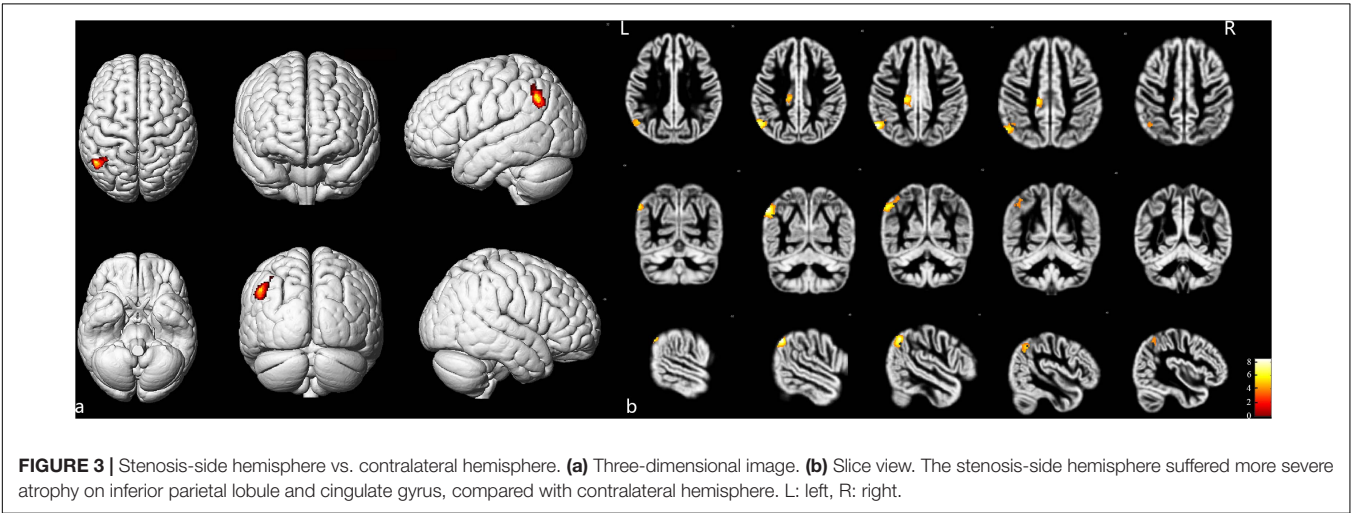 L
R
8
6
4
2
0
a
b
FIGURE 3 | Stenosis-side hemisphere vs. contralateral hemisphere. (a) Three-dimensional image. (b) Slice view. The stenosis-side hemisphere suffered more severe
atrophy on inferior parietal lobule and cingulate gyrus, compared with contralateral hemisphere. L: left, R: right.